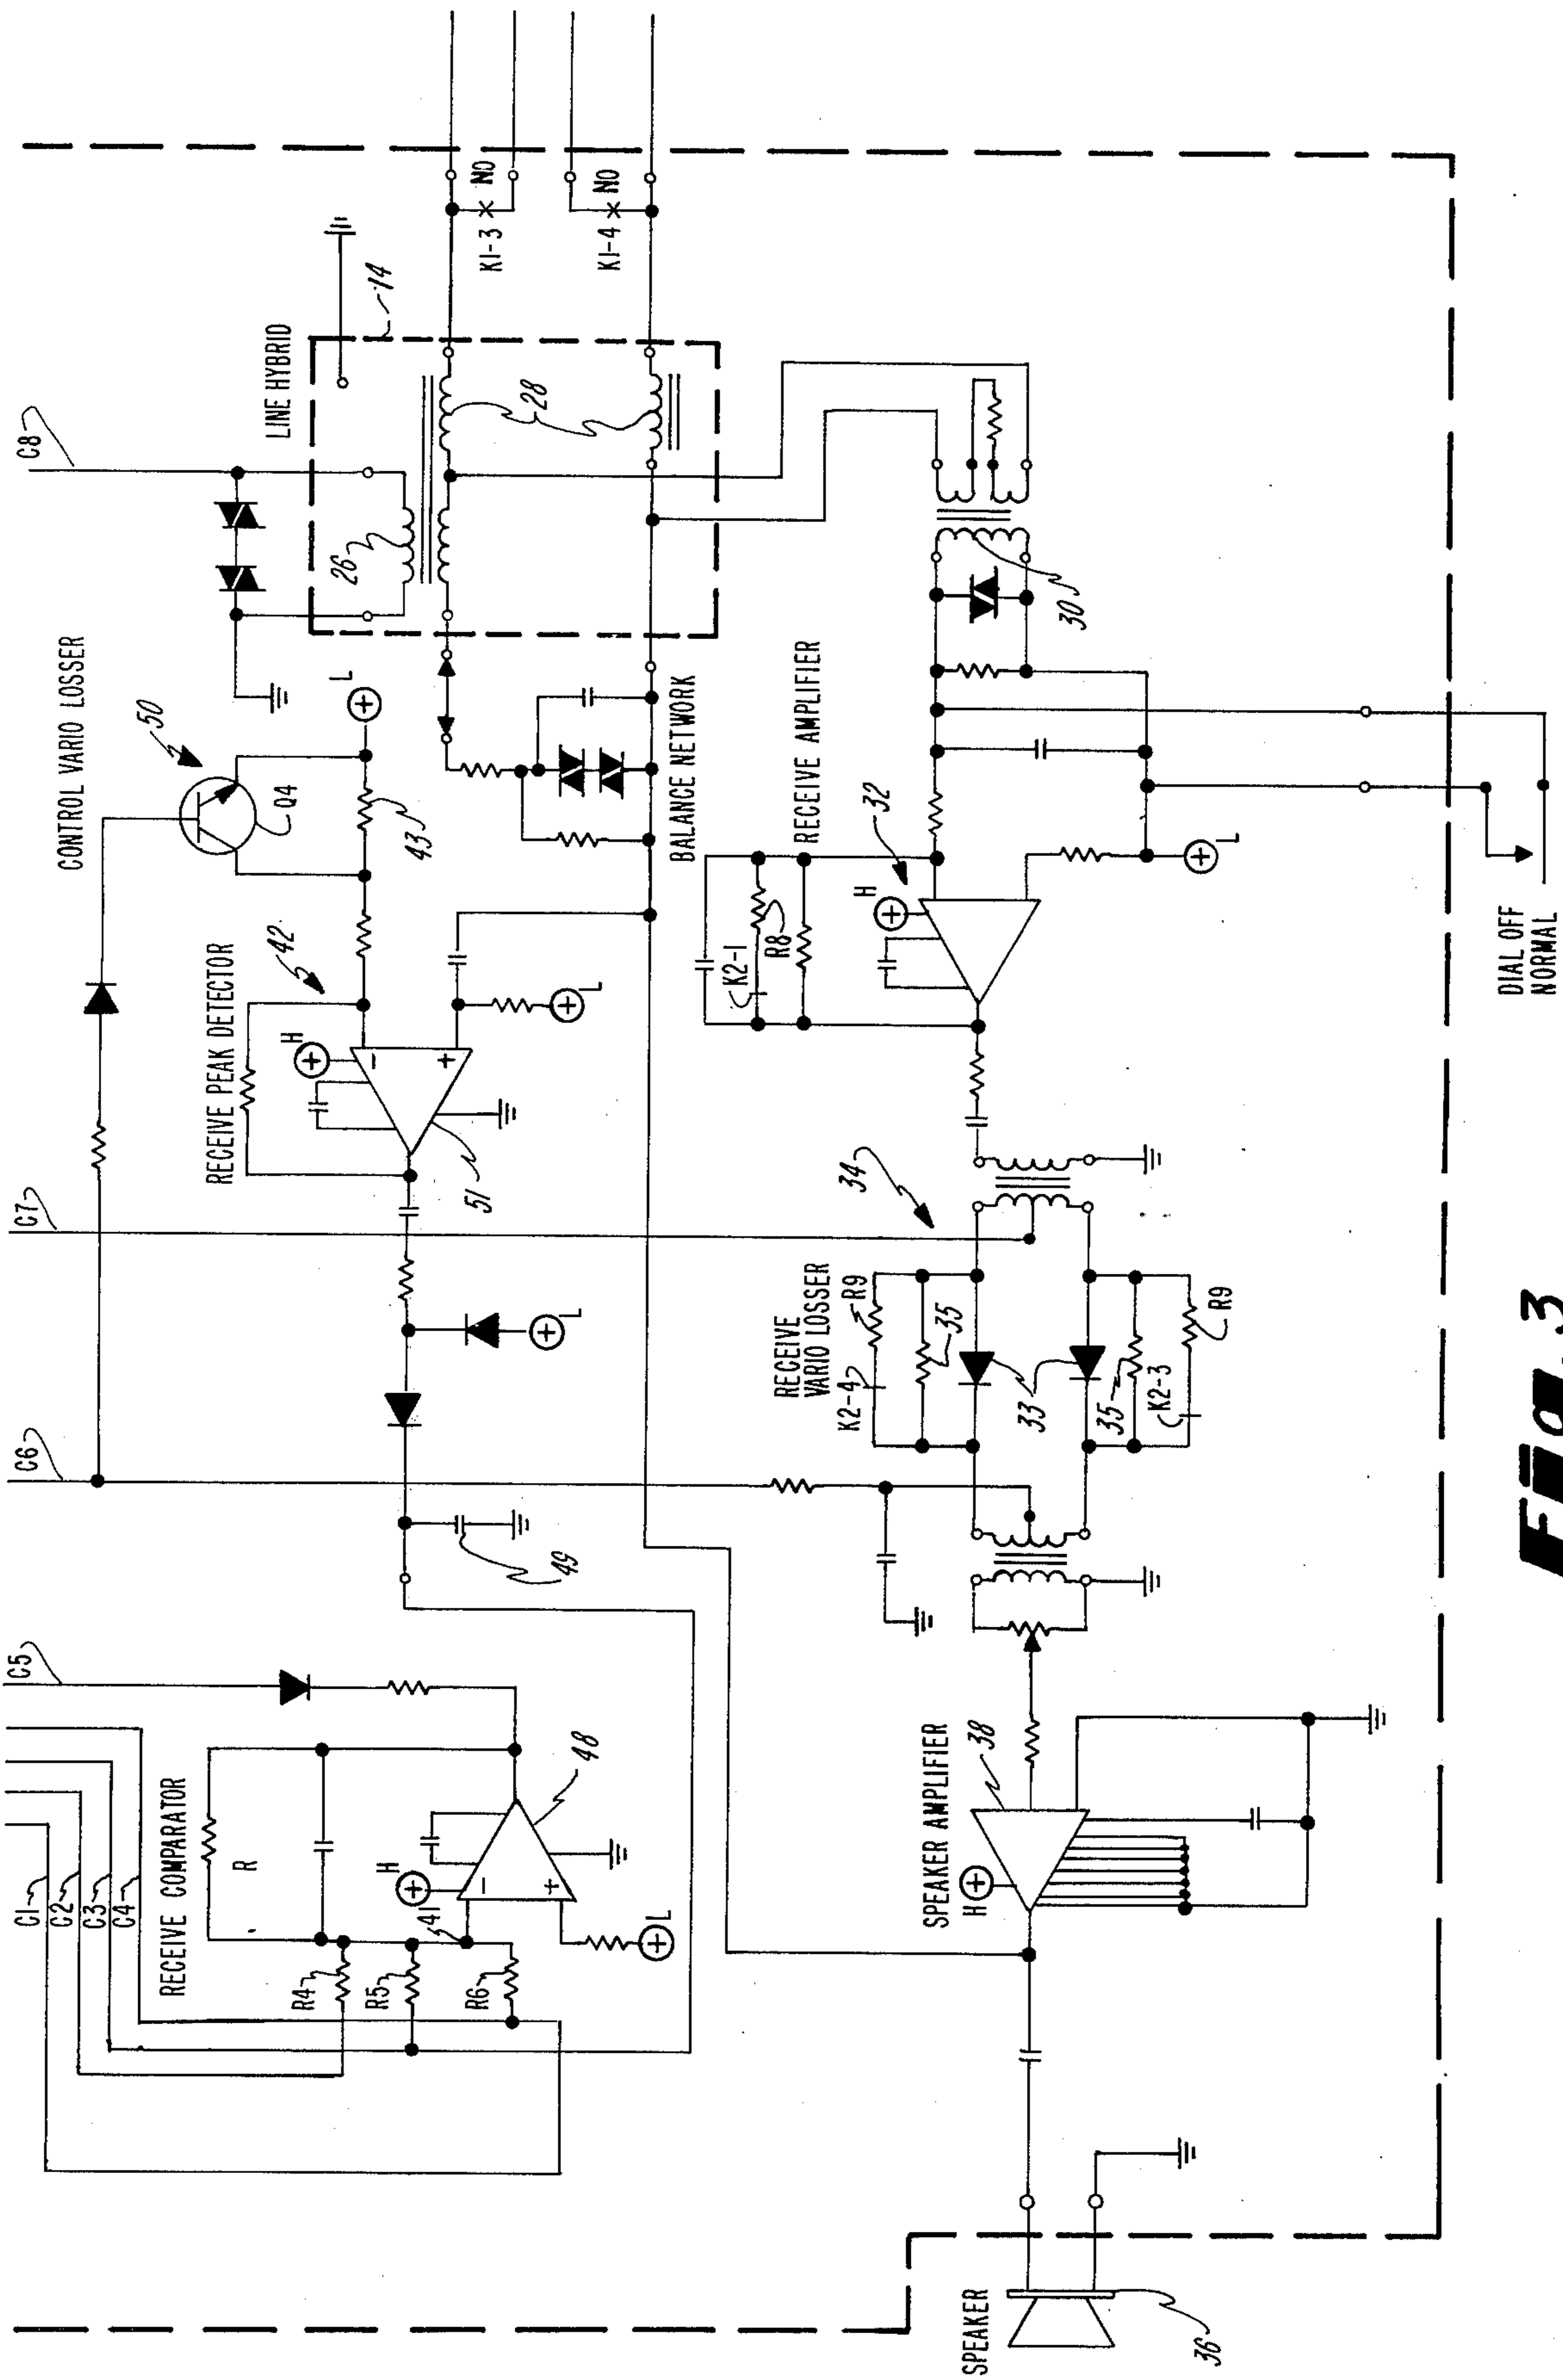 C8
LINE HYBRID
14
26
28
K1-3
NO
K1-4
NO
CONTROL VARIO LOSSER
50
Q4
L
43
BALANCE NETWORK
RECEIVE PEAK DETECTOR
42
H
-
+
L
51
C7
L
C6
49
C5
C1
C2
C3
C4
RECEIVE COMPARATOR
R
R4
R5
R6
41
H
-
+
L
48
RECEIVE AMPLIFIER
32
H
K2-1
R8
30
L
DIAL OFF
NORMAL
34
RECEIVE
VARIO LOSSER
K2-4
R9
35
33
35
K2-3
R9
SPEAKER AMPLIFIER
38
H
SPEAKER
36
Fig. 3